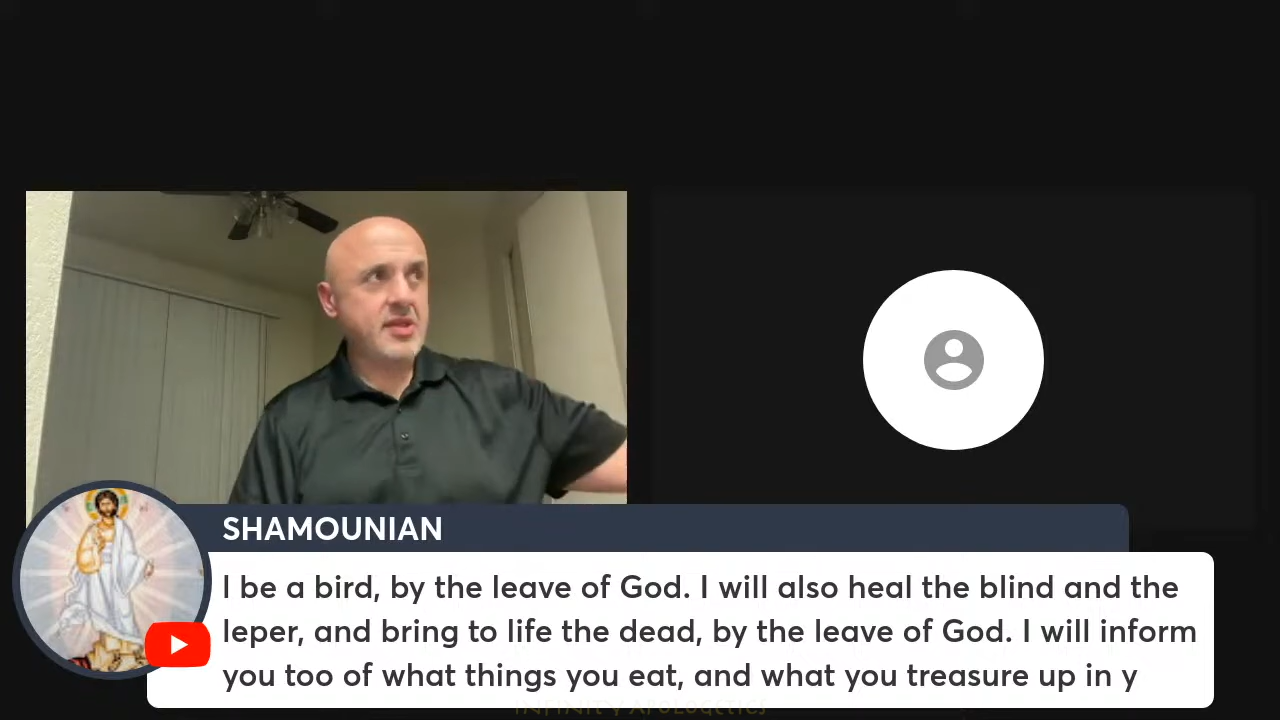 SHAMOUNIAN
I be a bird, by the leave of God. I will also heal the blind and the
leper, and bring to life the dead, by the leave of God. I will inform
you too of what things you eat, and what you treasure up in y
INFINITY APOLOGETICS